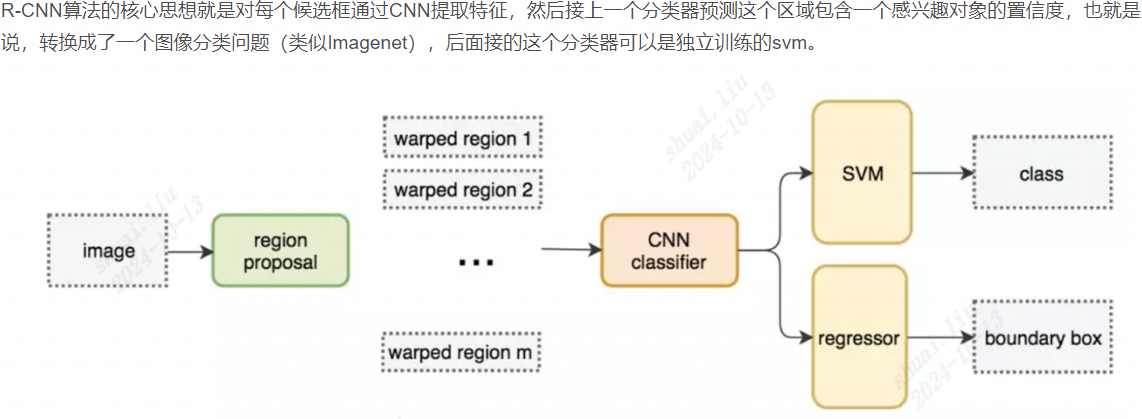 R-CNN算法的核心思想就是对每个候选框通过CNN提取特征，然后接上一个分类器预测这个区域包含一个感兴趣对象的置信度，也就是
说，转换成了一个图像分类问题（类似Imagenet），后面接的这个分类器可以是独立训练的svm。
shuai.liu
2024-10-13
warped region 1
warped region 2
SVM
class
shuai.liu
2024-10-13
image
region
proposal
...
CNN
classifier
warped region m
regressor
boundary box
shuai.liu
2024-10-13